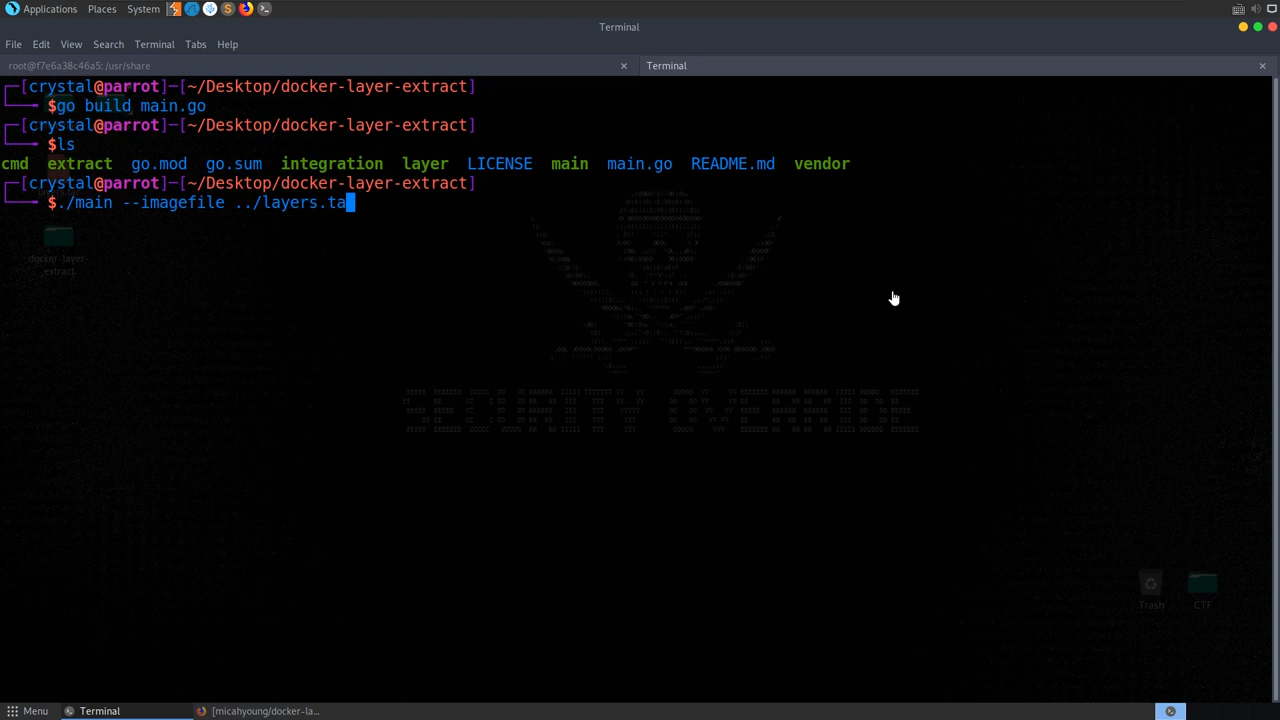 Applications Places System
Terminal
File Edit View Search Terminal Tabs Help
root@f7e6a38c46a5: /usr/share
Terminal
┌─[crystal@parrot]─[~/Desktop/docker-layer-extract]
└──╼ $go build main.go
┌─[crystal@parrot]─[~/Desktop/docker-layer-extract]
└──╼ $ls
cmd extract go.mod go.sum integration layer LICENSE main main.go README.md vendor
┌─[crystal@parrot]─[~/Desktop/docker-layer-extract]
└──╼ $./main --imagefile ../layers.ta
docker-layer-
extract
Trash
CTF
Menu Terminal [micahyoung/docker-la...